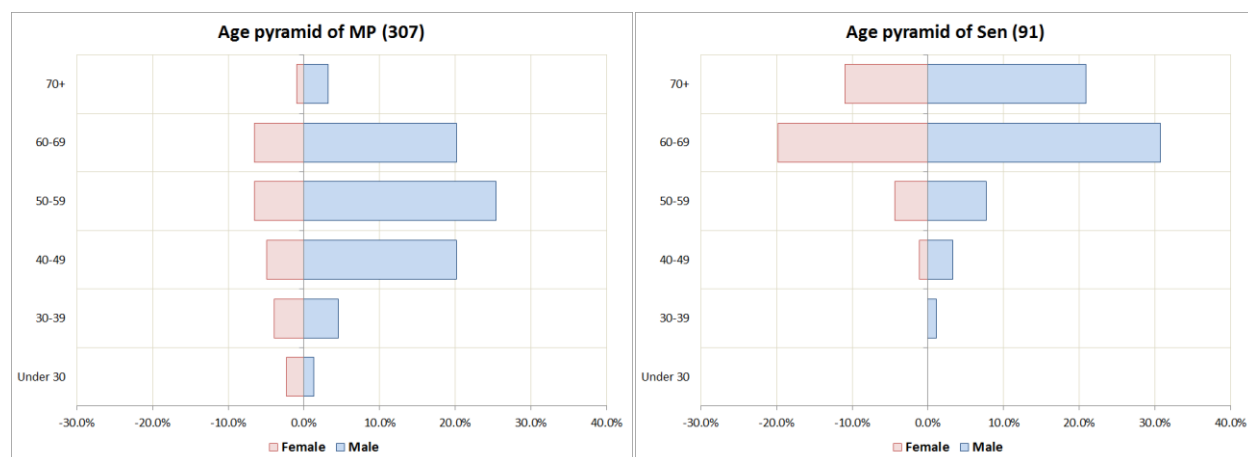 Age pyramid of MP (307)
70+
60-69
50-59
40-49
30-39
Under 30
-30.0% -20.0% -10.0% 0.0% 10.0% 20.0% 30.0% 40.0%
Female Male
Age pyramid of Sen (91)
70+
60-69
50-59
40-49
30-39
Under 30
-30.0% -20.0% -10.0% 0.0% 10.0% 20.0% 30.0% 40.0%
Female Male